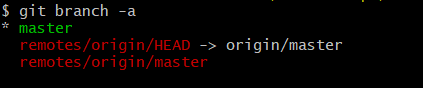 $ git branch -a
* master
  remotes/origin/HEAD -> origin/master
  remotes/origin/master